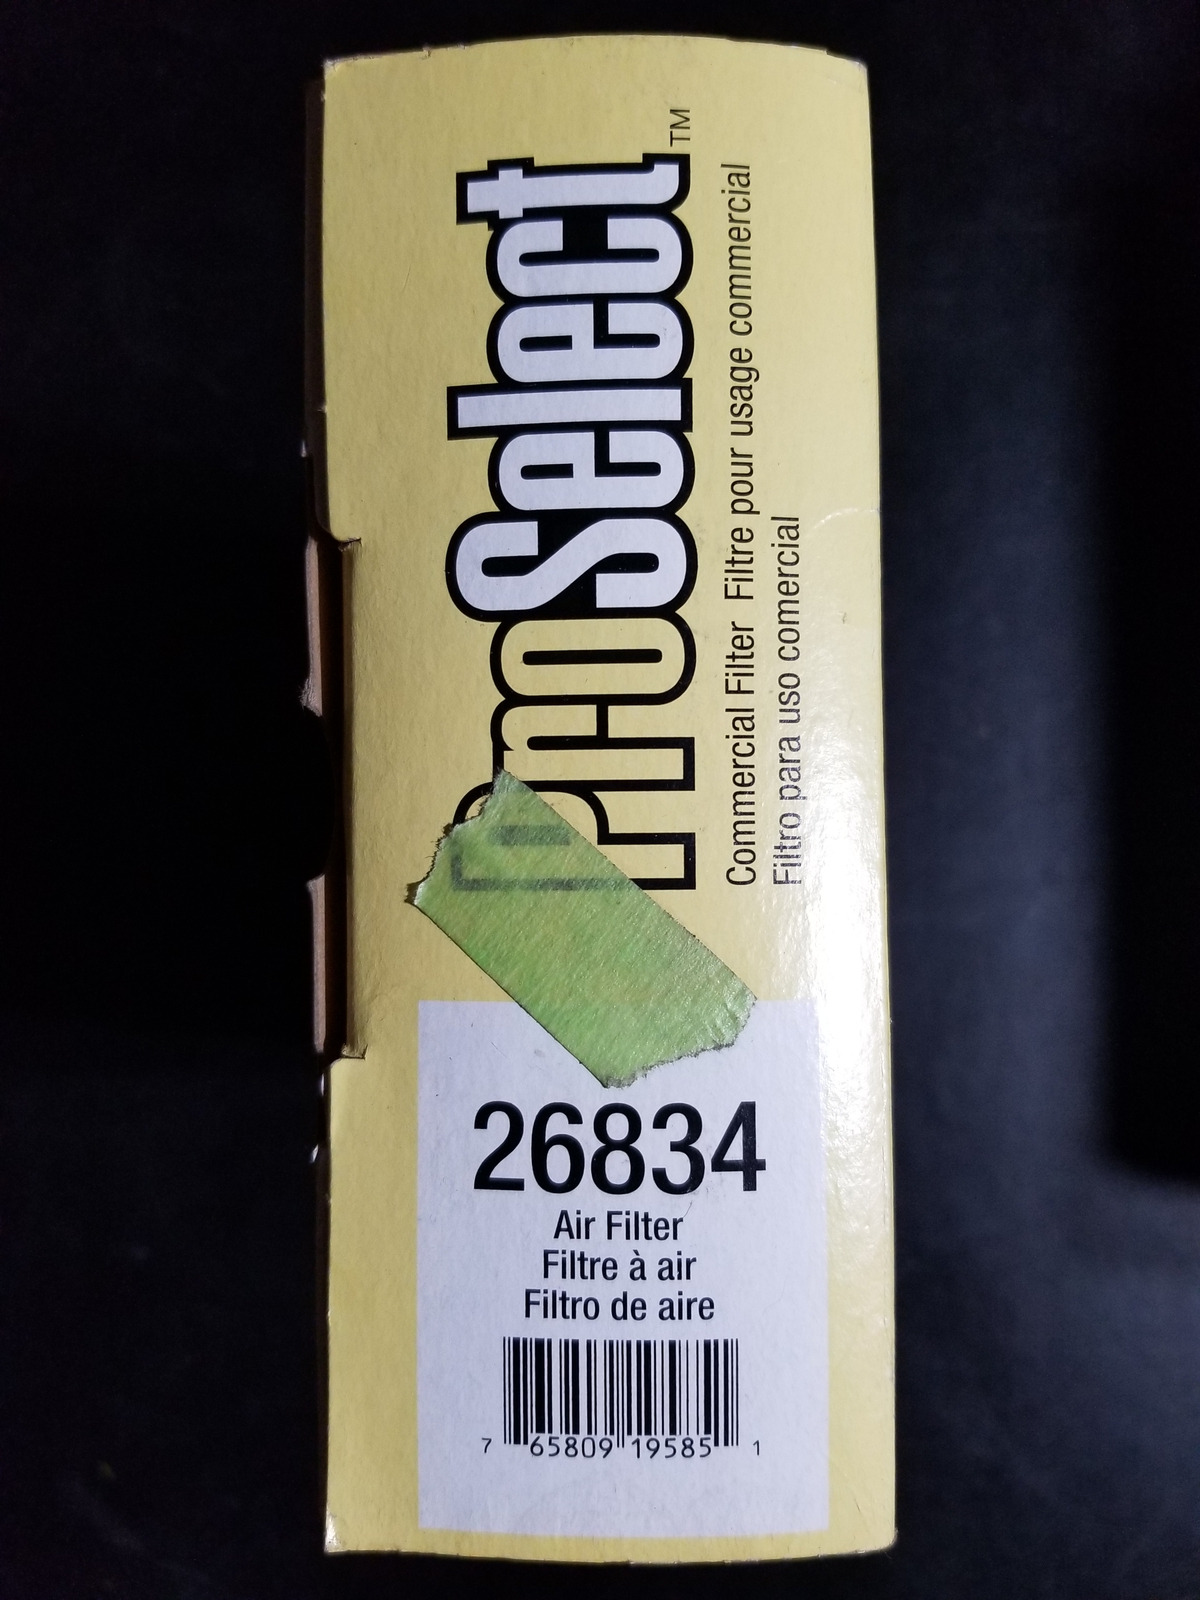 ProSelect™
Commercial Filter Filtre pour usage commercial
Filtro para uso comercial
26834
Air Filter
Filtre à air
Filtro de aire
7 65809 19585 1